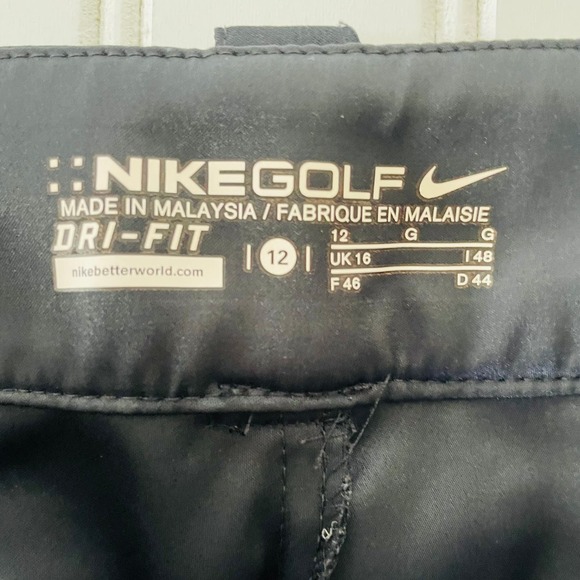 NIKEGOLF
MADE IN MALAYSIA / FABRIQUE EN MALAISIE
DRI-FIT
nikebetterworld.com
12
12 G G
UK 16 I 48
F 46 D 44